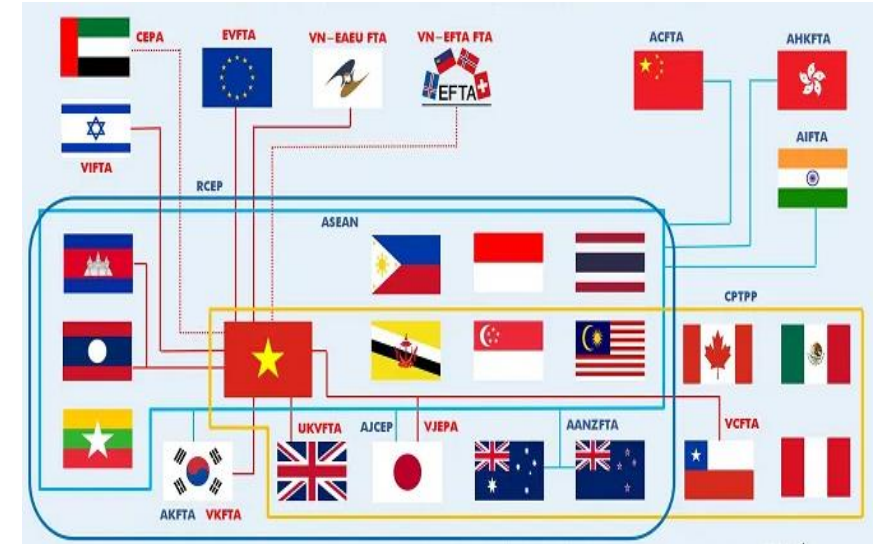 CEPA
EVFTA
VN-EAEU FTA
VN-EFTA FTA
ACFTA
AHKFTA
EFTA
AIFTA
VIFTA
RCEP
ASEAN
CPTPP
UKVFTA
AJCEP
VJEPA
AANZFTA
VCFTA
AKFTA
VKFTA